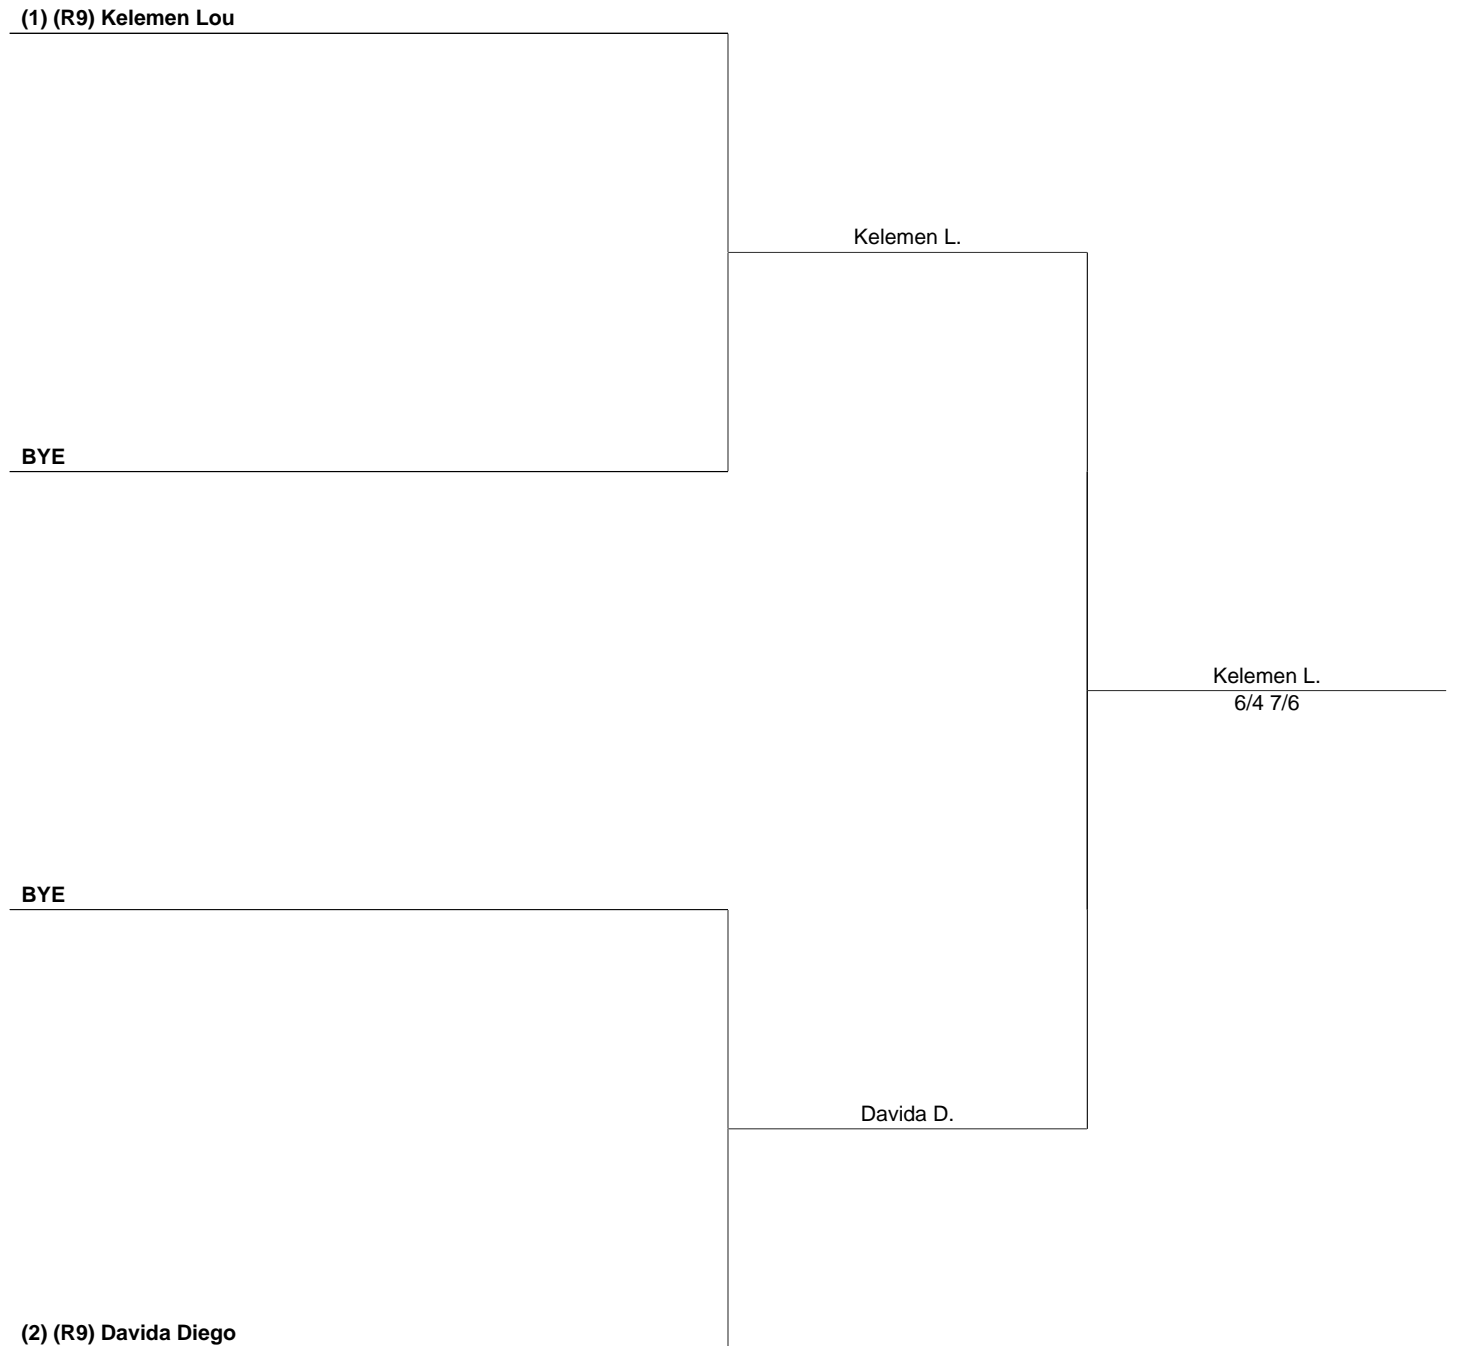 (1) (R9) Kelemen Lou
Kelemen L.
BYE
Kelemen L.
6/4 7/6
BYE
Davida D.
(2) (R9) Davida Diego